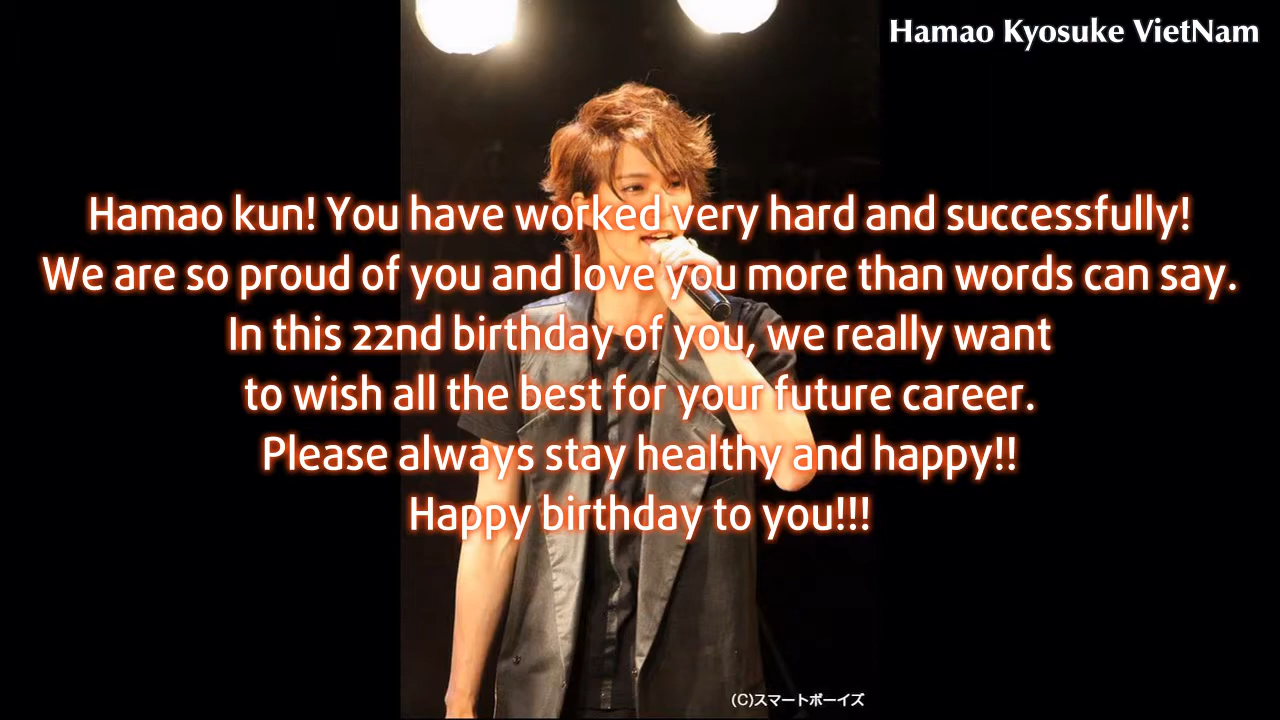 Hamao Kyosuke VietNam
Hamao kun! You have worked very hard and successfully!
We are so proud of you and love you more than words can say.
In this 22nd birthday of you, we really want
to wish all the best for your future career.
Please always stay healthy and happy!!
Happy birthday to you!!!
(C)スマートボーイズ